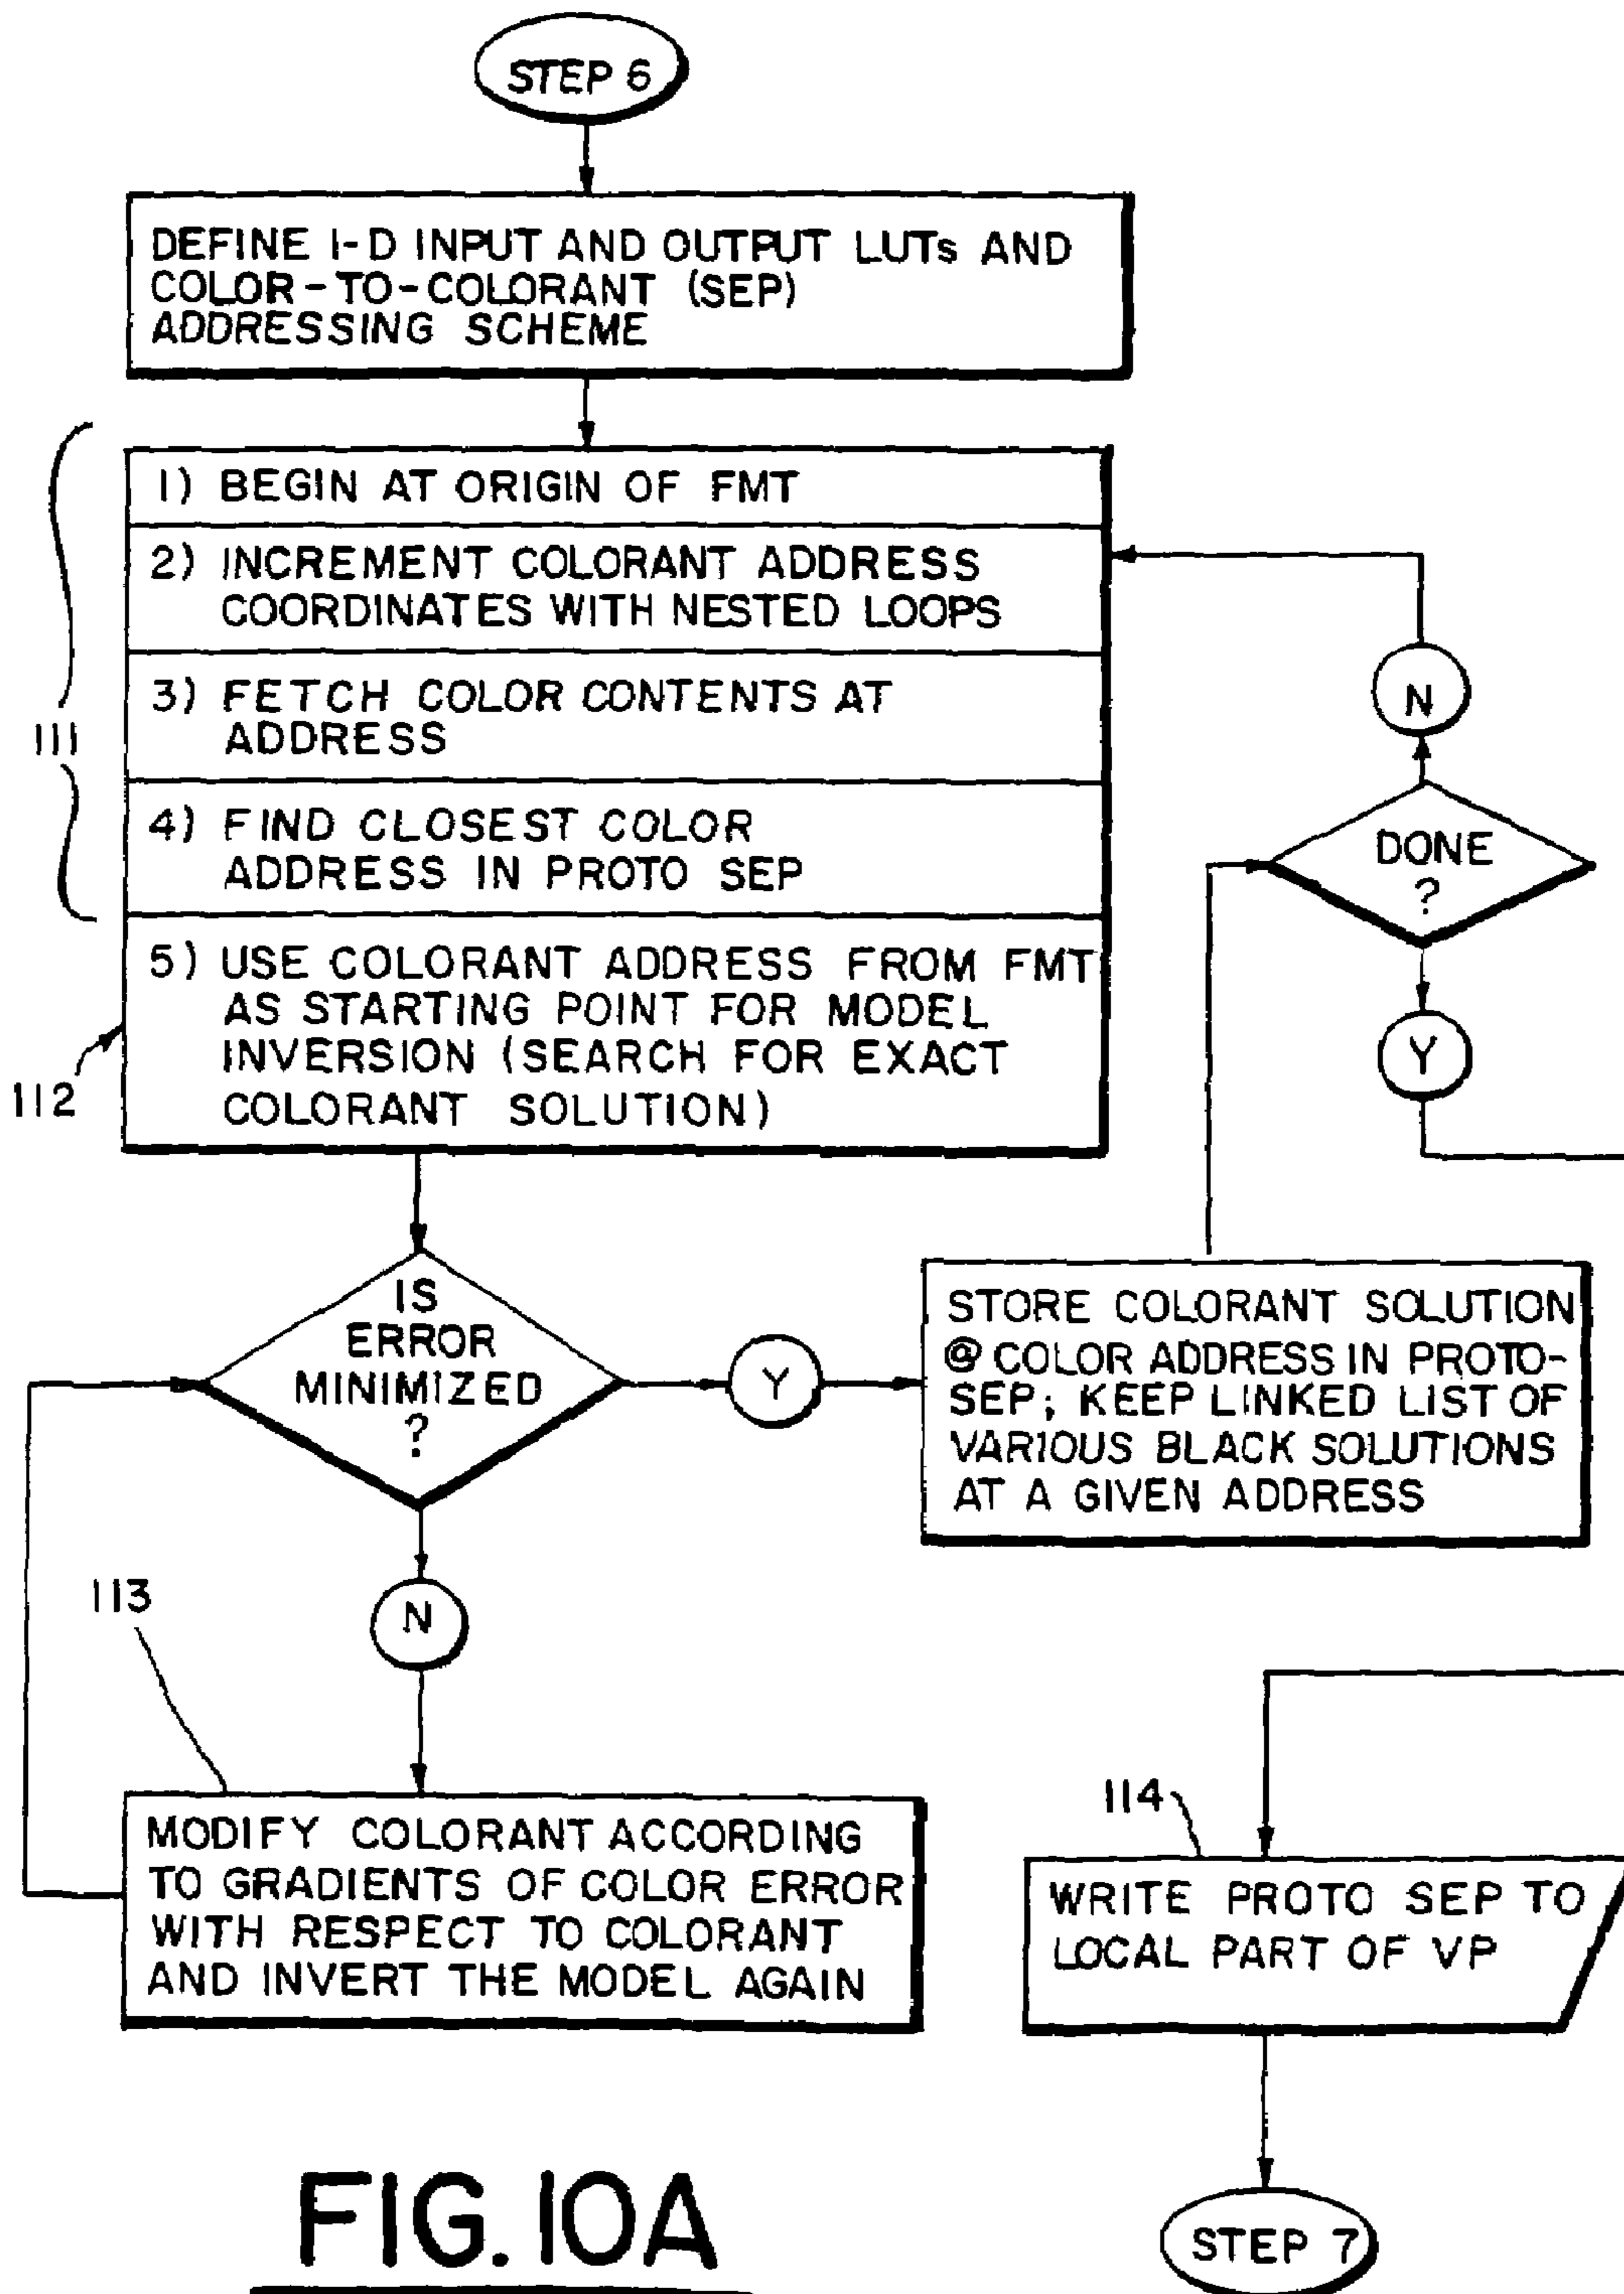 STEP 6
DEFINE 1-D INPUT AND OUTPUT LUTs AND
COLOR-TO-COLORANT (SEP)
ADDRESSING SCHEME
1) BEGIN AT ORIGIN OF FMT
2) INCREMENT COLORANT ADDRESS
COORDINATES WITH NESTED LOOPS
3) FETCH COLOR CONTENTS AT
ADDRESS
4) FIND CLOSEST COLOR
ADDRESS IN PROTO SEP
5) USE COLORANT ADDRESS FROM FMT
AS STARTING POINT FOR MODEL
INVERSION (SEARCH FOR EXACT
COLORANT SOLUTION)
111
112
N
DONE
?
Y
IS
ERROR
MINIMIZED
?
Y
STORE COLORANT SOLUTION
@ COLOR ADDRESS IN PROTO-
SEP; KEEP LINKED LIST OF
VARIOUS BLACK SOLUTIONS
AT A GIVEN ADDRESS
N
113
MODIFY COLORANT ACCORDING
TO GRADIENTS OF COLOR ERROR
WITH RESPECT TO COLORANT
AND INVERT THE MODEL AGAIN
114
WRITE PROTO SEP TO
LOCAL PART OF VP
STEP 7
FIG. 10A